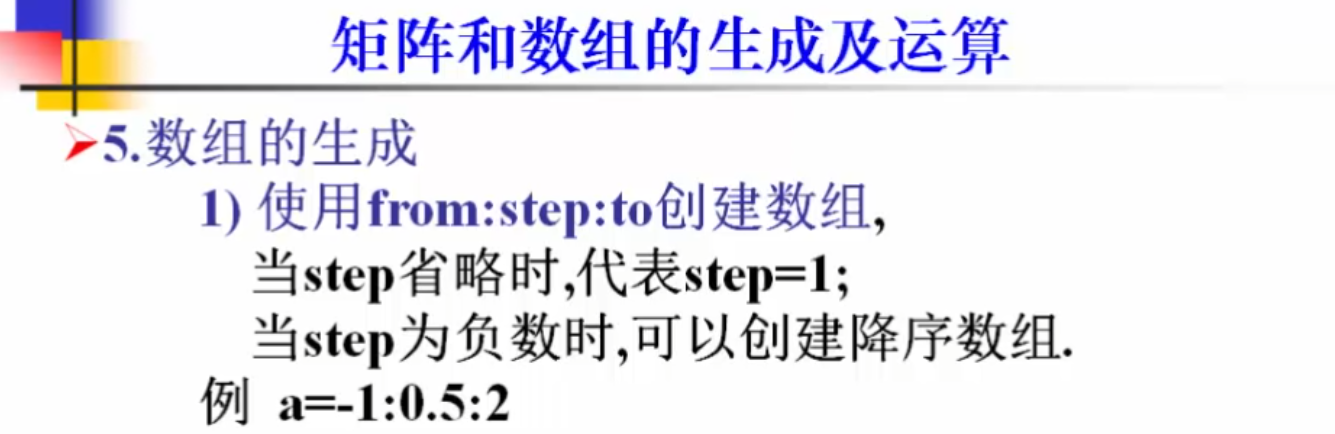 矩阵和数组的生成及运算
5.数组的生成
1) 使用from:step:to创建数组,
当step省略时,代表step=1;
当step为负数时,可以创建降序数组.
例 a=-1:0.5:2